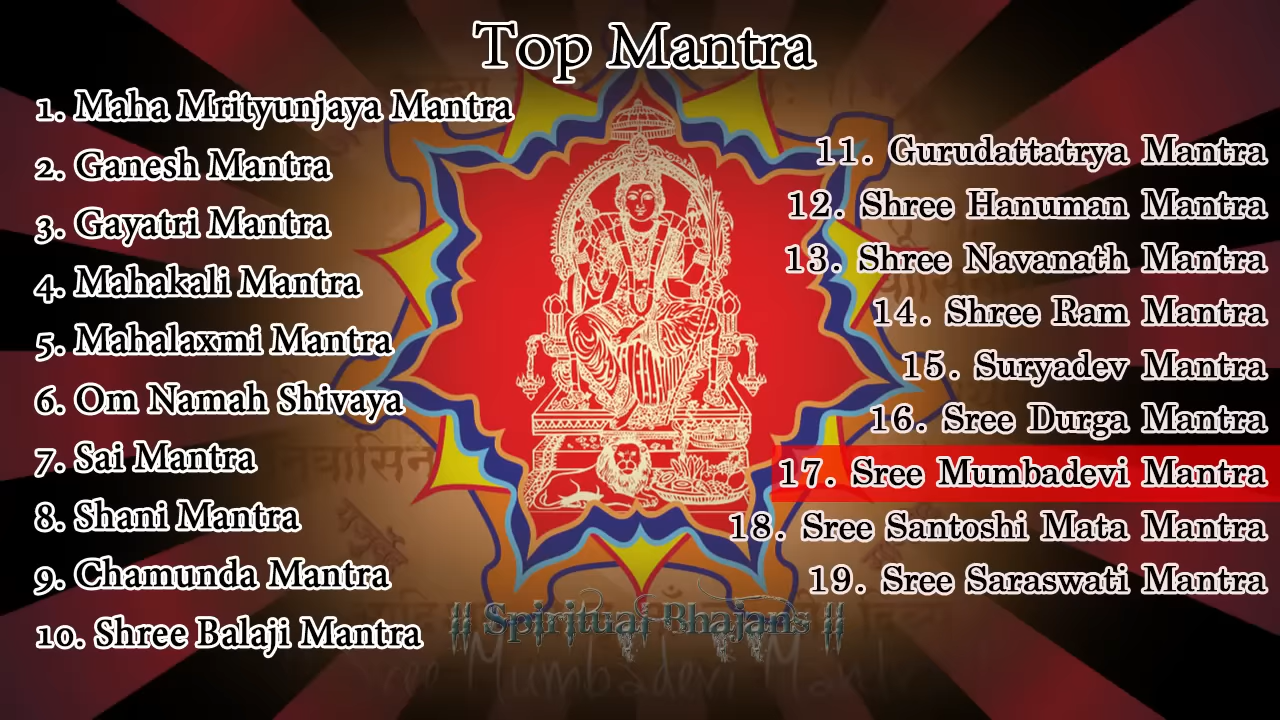 Top Mantra
1. Maha Mrityunjaya Mantra
2. Ganesh Mantra
3. Gayatri Mantra
4. Mahakali Mantra
5. Mahalaxmi Mantra
6. Om Namah Shivaya
7. Sai Mantra
8. Shani Mantra
9. Chamunda Mantra
10. Shree Balaji Mantra
11. Gurudattatrya Mantra
12. Shree Hanuman Mantra
13. Shree Navanath Mantra
14. Shree Ram Mantra
15. Suryadev Mantra
16. Sree Durga Mantra
17. Sree Mumbadevi Mantra
18. Sree Santoshi Mata Mantra
19. Sree Saraswati Mantra
|| Spiritual Bhajans ||
Sree Mumbadevi Mantra